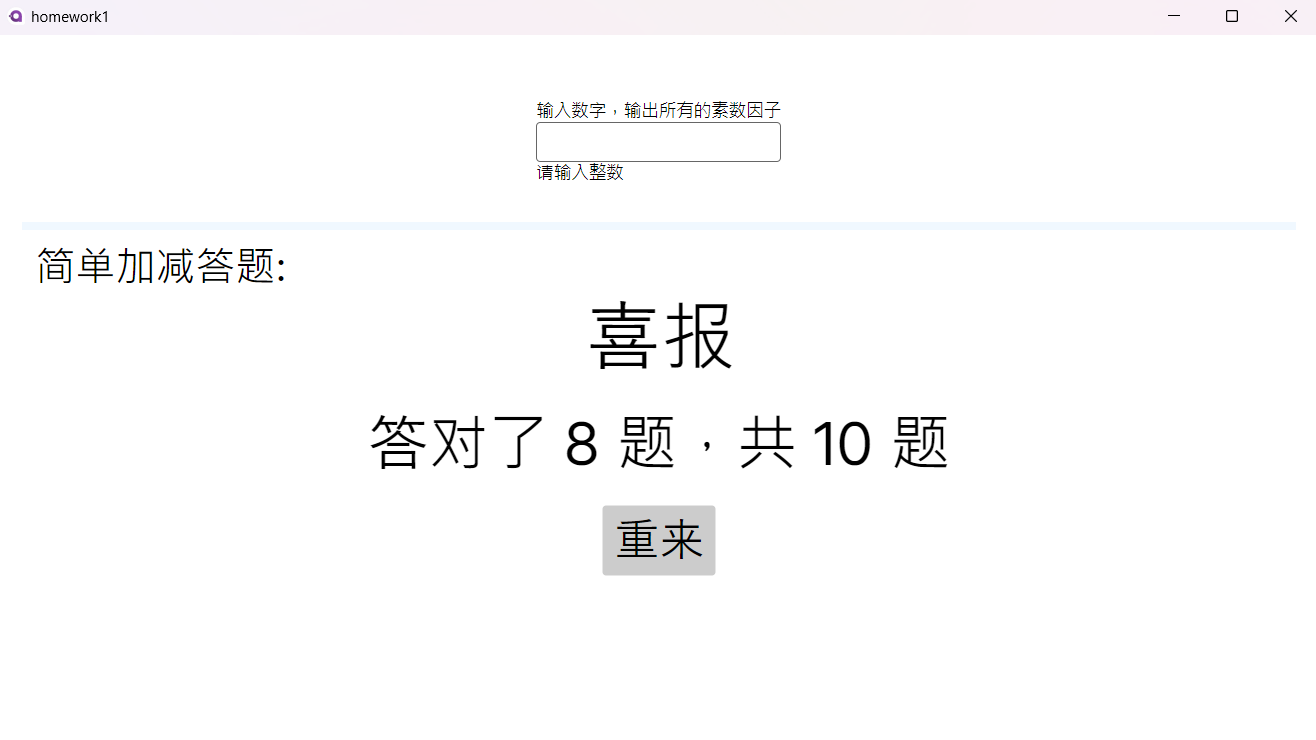 homework1
输入数字，输出所有的素数因子
请输入整数
简单加减答题:
喜报
答对了 8 题，共 10 题
重来